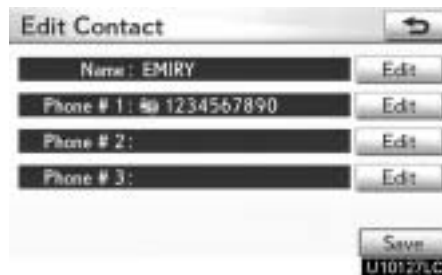 Edit Contact
Name: EMIRY Edit
Phone # 1: 1234567890 Edit
Phone # 2: Edit
Phone # 3: Edit
Save
U10127LC